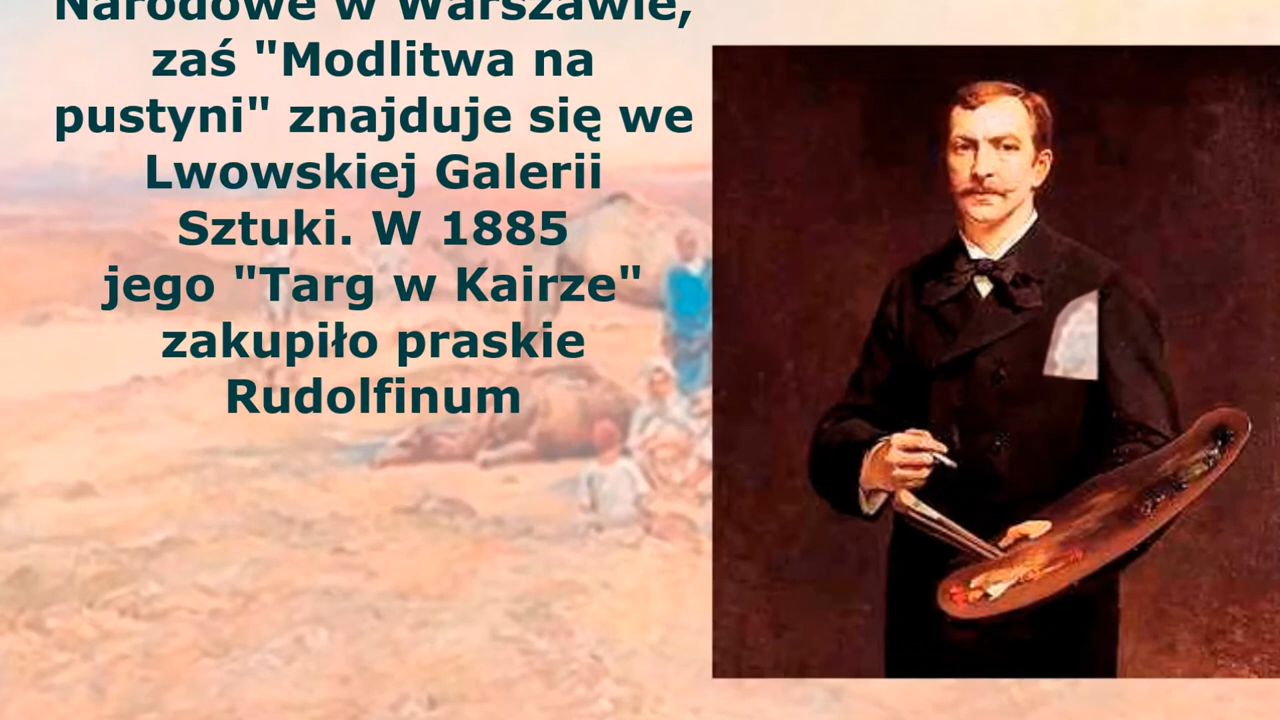 Narodowe w Warszawie,
zaś "Modlitwa na
pustyni" znajduje się we
Lwowskiej Galerii
Sztuki. W 1885
jego "Targ w Kairze"
zakupiło praskie
Rudolfinum